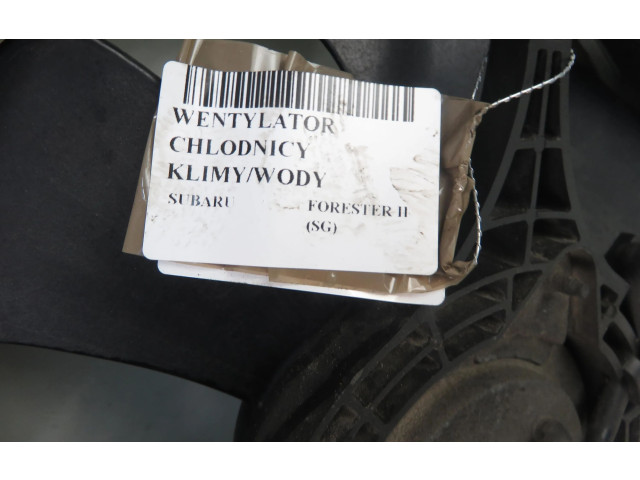 WENTYLATOR
CHLODNICY
KLIMY/WODY
SUBARU FORESTER II
(SG)